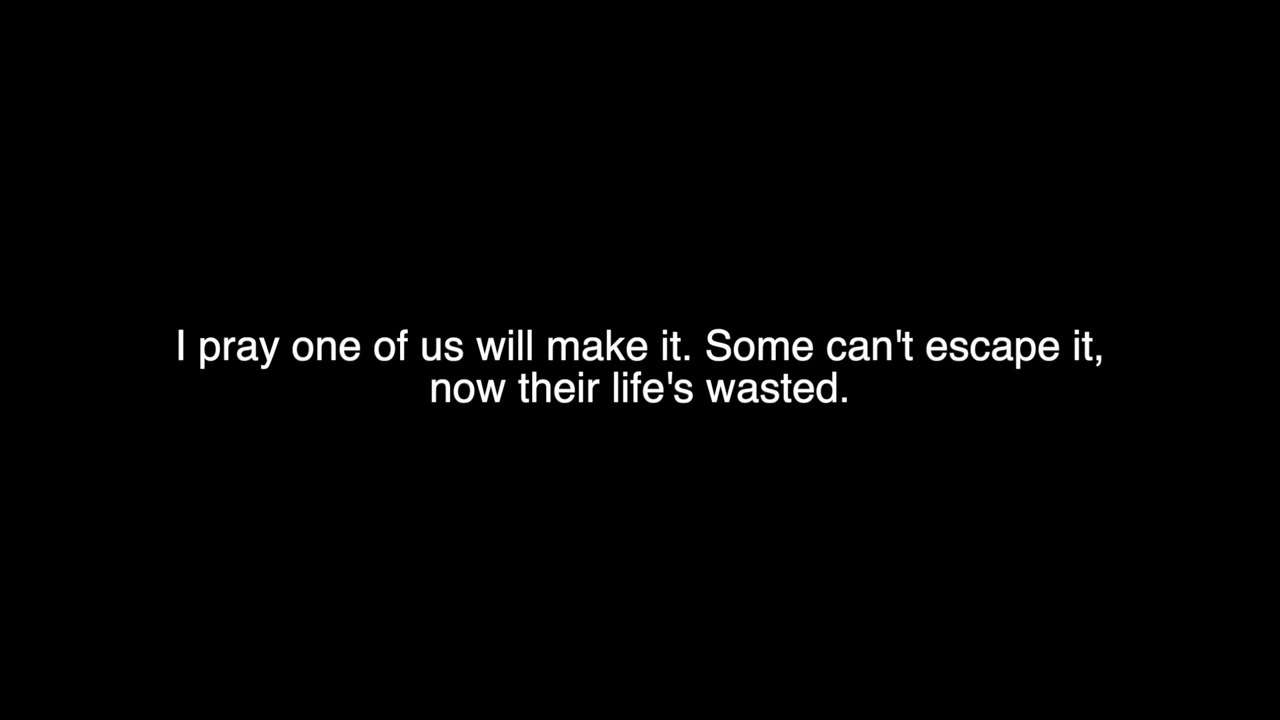 I pray one of us will make it. Some can't escape it,
now their life's wasted.